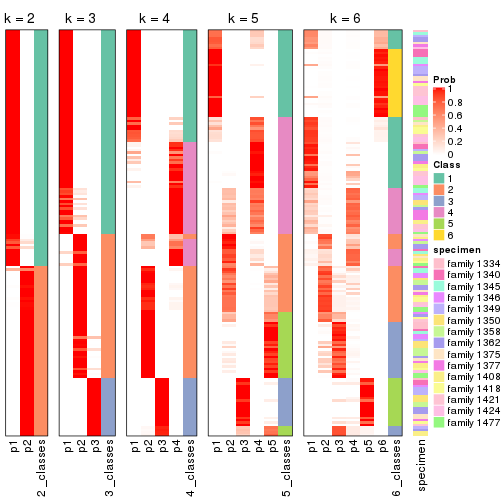 k = 2
k = 3
k = 4
k = 5
k = 6
p1
p2
2_classes
p1
p2
p3
3_classes
p1
p2
p3
p4
4_classes
p1
p2
p3
p4
p5
5_classes
p1
p2
p3
p4
p5
p6
6_classes
specimen
Prob
1
0.8
0.6
0.4
0.2
0
Class
1
2
3
4
5
6
specimen
family 1334
family 1340
family 1345
family 1346
family 1349
family 1350
family 1358
family 1362
family 1375
family 1377
family 1408
family 1418
family 1421
family 1424
family 1477